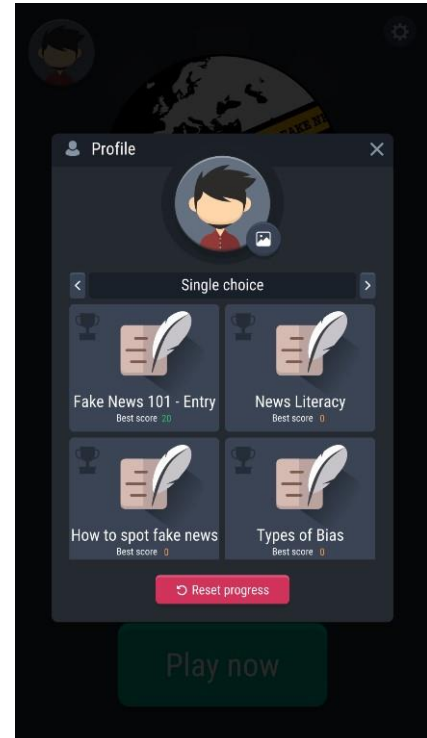 Profile
Single choice
Fake News 101 - Entry
Best score 20
News Literacy
Best score 0
How to spot fake news
Best score 0
Types of Bias
Best score 0
Reset progress
Play now